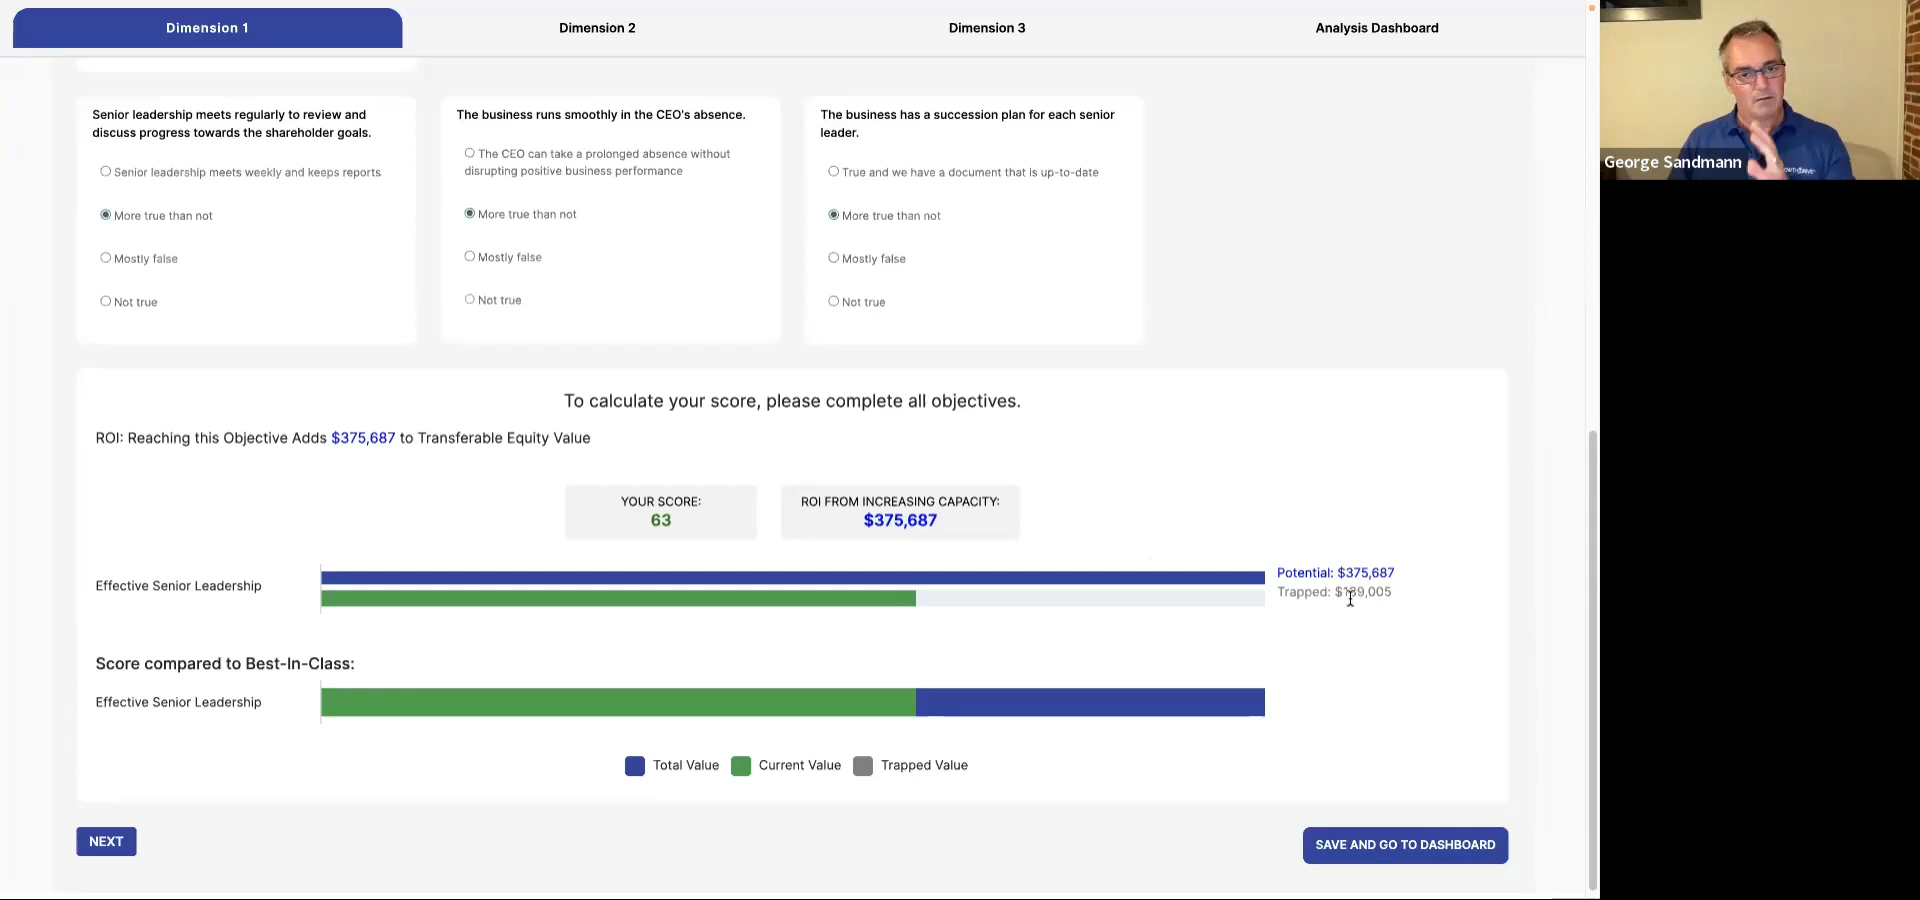 Dimension 1
Dimension 2
Dimension 3
Analysis Dashboard
Senior leadership meets regularly to review and
discuss progress towards the shareholder goals.
Senior leadership meets weekly and keeps reports
More true than not
Mostly false
Not true
The business runs smoothly in the CEO's absence.
The CEO can take a prolonged absence without
disrupting positive business performance
More true than not
Mostly false
Not true
The business has a succession plan for each senior
leader.
True and we have a document that is up-to-date
More true than not
Mostly false
Not true
George Sandmann
To calculate your score, please complete all objectives.
ROI: Reaching this Objective Adds $375,687 to Transferable Equity Value
YOUR SCORE:
63
ROI FROM INCREASING CAPACITY:
$375,687
Effective Senior Leadership
Potential: $375,687
Trapped:
Score compared to Best-In-Class:
Effective Senior Leadership
Total Value
Current Value
Trapped Value
NEXT
SAVE AND GO TO DASHBOARD